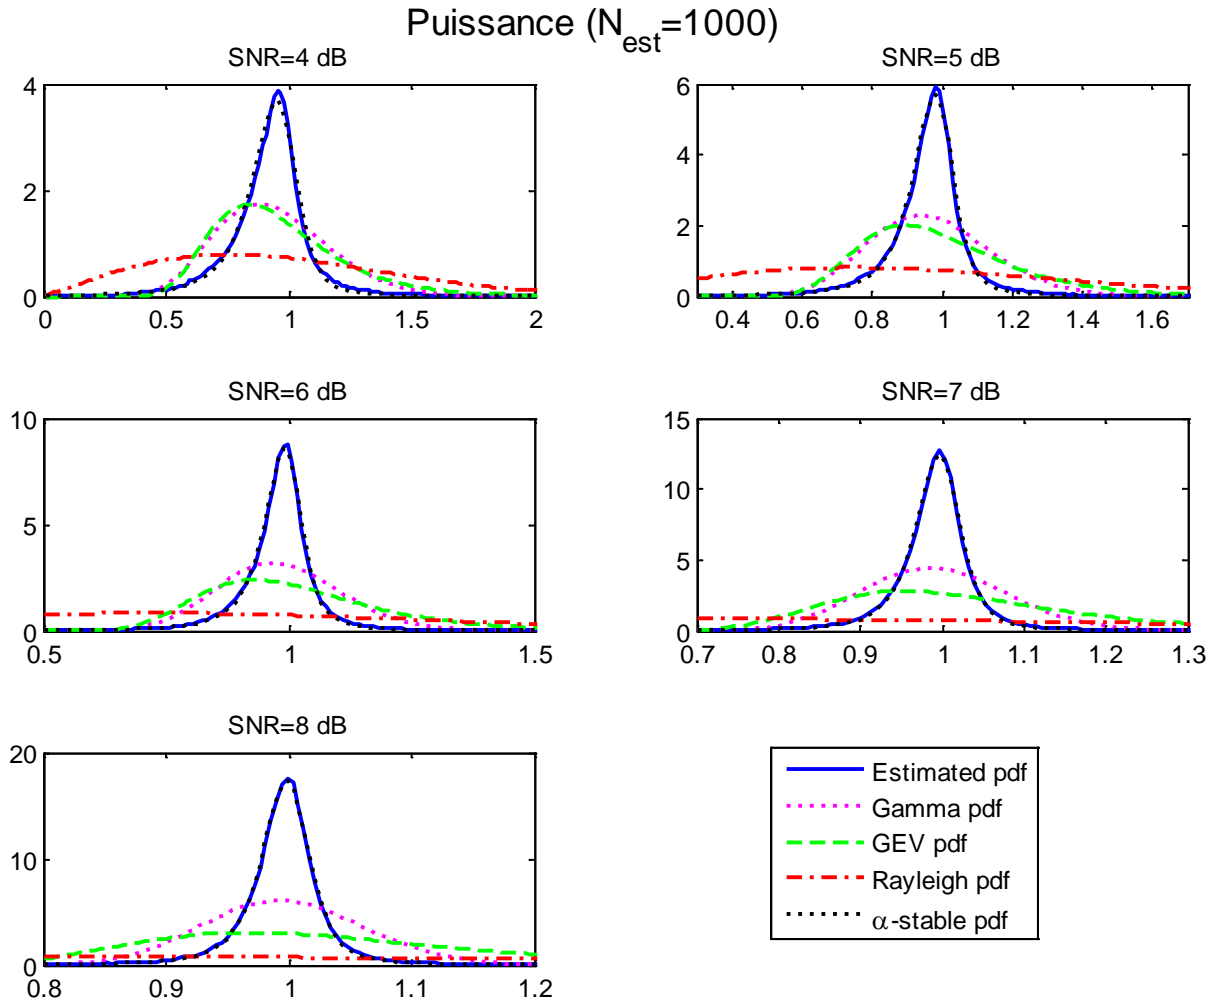 Puissance (N_est=1000)
SNR=4 dB
4
2
0
0 0.5 1 1.5 2
SNR=5 dB
6
4
2
0
0.4 0.6 0.8 1 1.2 1.4 1.6
SNR=6 dB
10
5
0
0.5 1 1.5
SNR=7 dB
15
10
5
0
0.7 0.8 0.9 1 1.1 1.2 1.3
SNR=8 dB
20
10
0
0.8 0.9 1 1.1 1.2
Estimated pdf
Gamma pdf
GEV pdf
Rayleigh pdf
α-stable pdf